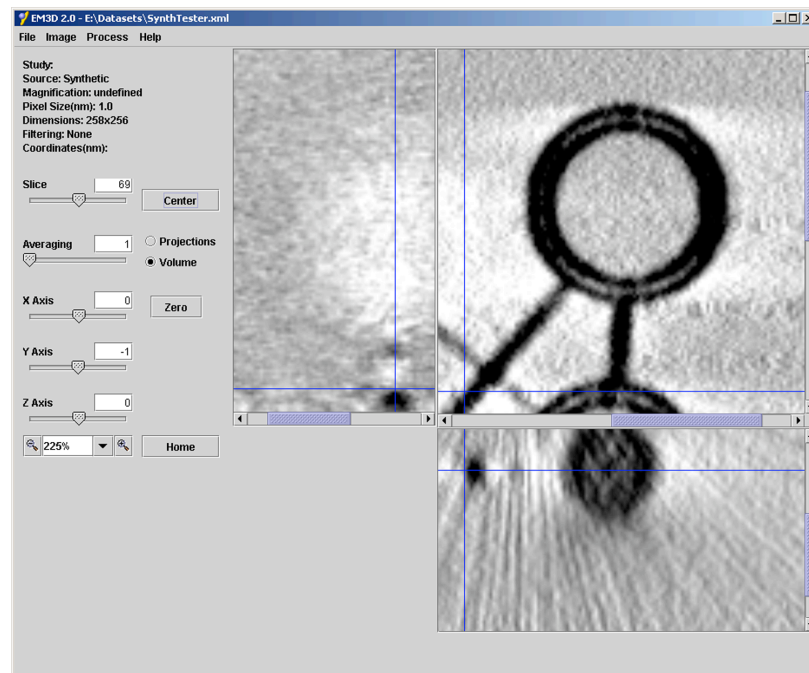 EM3D 2.0 - E:\Datasets\SynthTester.xml
File Image Process Help
Study:
Source: Synthetic
Magnification: undefined
Pixel Size(nm): 1.0
Dimensions: 258x256
Filtering: None
Coordinates(nm):
Slice 69 Center
Averaging 1 Projections
Volume
X Axis 0 Zero
Y Axis -1
Z Axis 0
225% Home